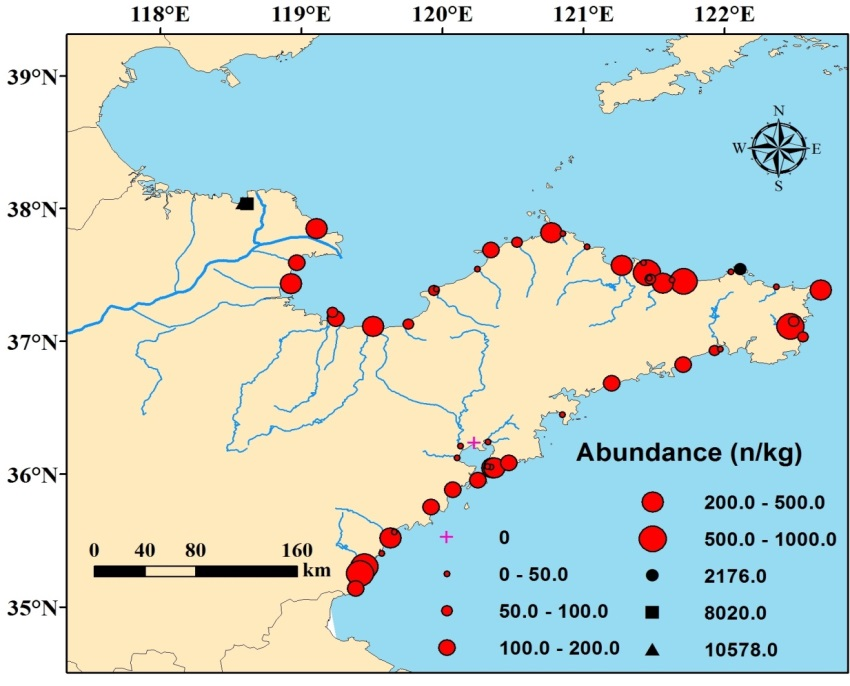 118°E 119°E 120°E 121°E 122°E
39°N
N
W E
S
38°N
37°N
36°N
35°N
Abundance (n/kg)
0
0 - 50.0
50.0 - 100.0
100.0 - 200.0
200.0 - 500.0
500.0 - 1000.0
2176.0
8020.0
10578.0
0 40 80 160
km